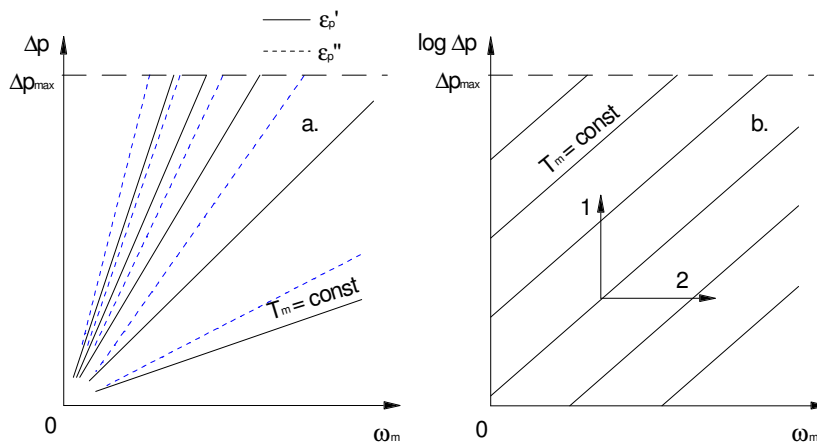 εp'
εp''
Δp
Δpmax
a.
Tm = const
0
ωm
log Δp
Δpmax
b.
Tm = const
1
2
0
ωm